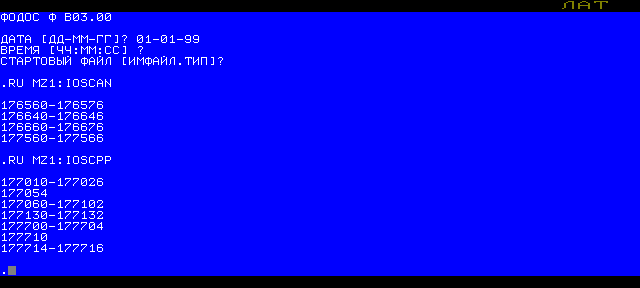 ЛАТ
ФОДОС Ф В03.00
ДАТА [ДД-ММ-ГГ]? 01-01-99
ВРЕМЯ [ЧЧ:ММ:СС] ?
СТАРТОВЫЙ ФАЙЛ [ИМФАЙЛ.ТИП]?
.RU MZ1:IOSCAN
176560-176576
176640-176646
176660-176676
177560-177566
.RU MZ1:IOSCPP
177010-177026
177054
177060-177102
177130-177132
177700-177704
177710
177714-177716
.